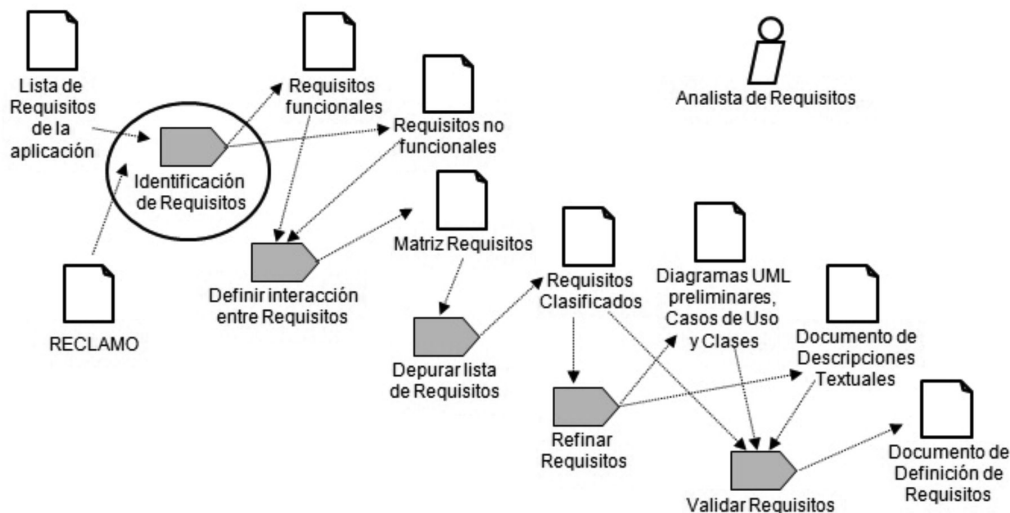 Lista de
Requisitos
de la
aplicación
Requisitos
funcionales
Requisitos no
funcionales
Analista de Requisitos
Identificación
de Requisitos
RECLAMO
Definir interacción
entre Requisitos
Matriz Requisitos
Depurar lista
de Requisitos
Requisitos
Clasificados
Diagramas UML
preliminares,
Casos de Uso
y Clases
Documento de
Descripciones
Textuales
Refinar
Requisitos
Validar Requisitos
Documento de
Definición de
Requisitos